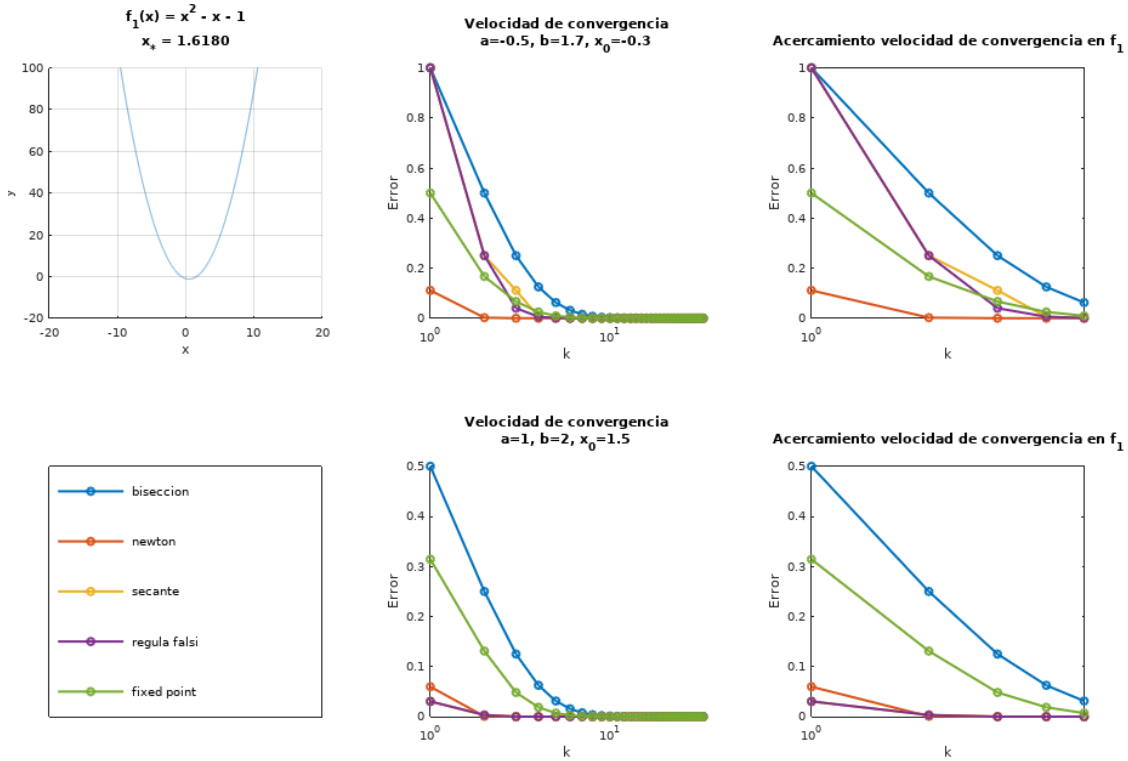 f₁(x) = x² - x - 1
x* = 1.6180
100
80
60
40
20
0
-20
y
-20
-10
0
10
20
x
Velocidad de convergencia
a=-0.5, b=1.7, x₀=-0.3
1
0.8
0.6
0.4
0.2
0
Error
10⁰
10¹
k
Acercamiento velocidad de convergencia en f₁
1
0.8
0.6
0.4
0.2
0
Error
10⁰
k
biseccion
newton
secante
regula falsi
fixed point
Velocidad de convergencia
a=1, b=2, x₀=1.5
0.5
0.4
0.3
0.2
0.1
0
Error
10⁰
10¹
k
Acercamiento velocidad de convergencia en f₁
0.5
0.4
0.3
0.2
0.1
0
Error
10⁰
k